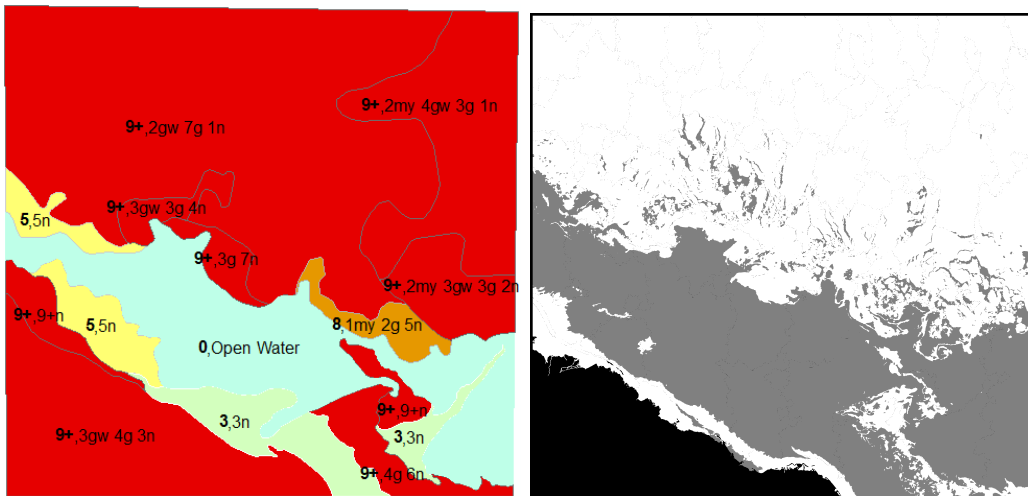 9+,2my 4gw 3g 1n
9+,2gw 7g 1n
9+,3gw 3g 4n
5,5n
9+,3g 7n
9+,2my 3gw 3g 2n
9+,9+n
5,5n
8,1my 2g 5n
0,Open Water
9+,9+n
3,3n
9+,3gw 4g 3n
3,3n
9+,4g 6n